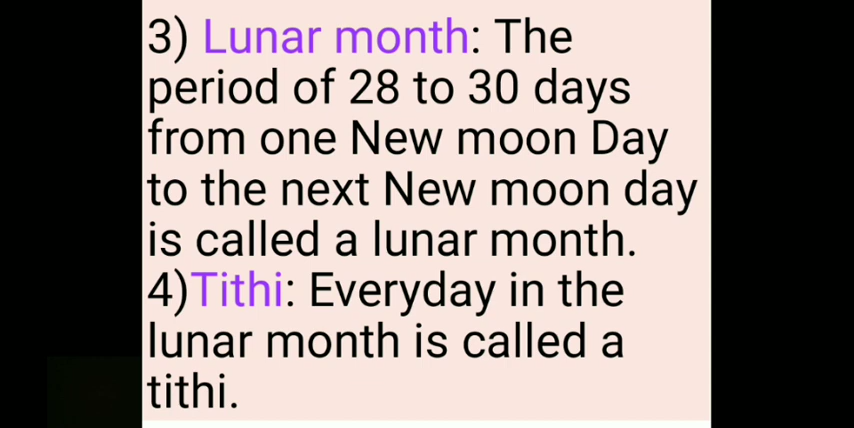 3) Lunar month: The
period of 28 to 30 days
from one New moon Day
to the next New moon day
is called a lunar month.
4)Tithi: Everyday in the
lunar month is called a
tithi.